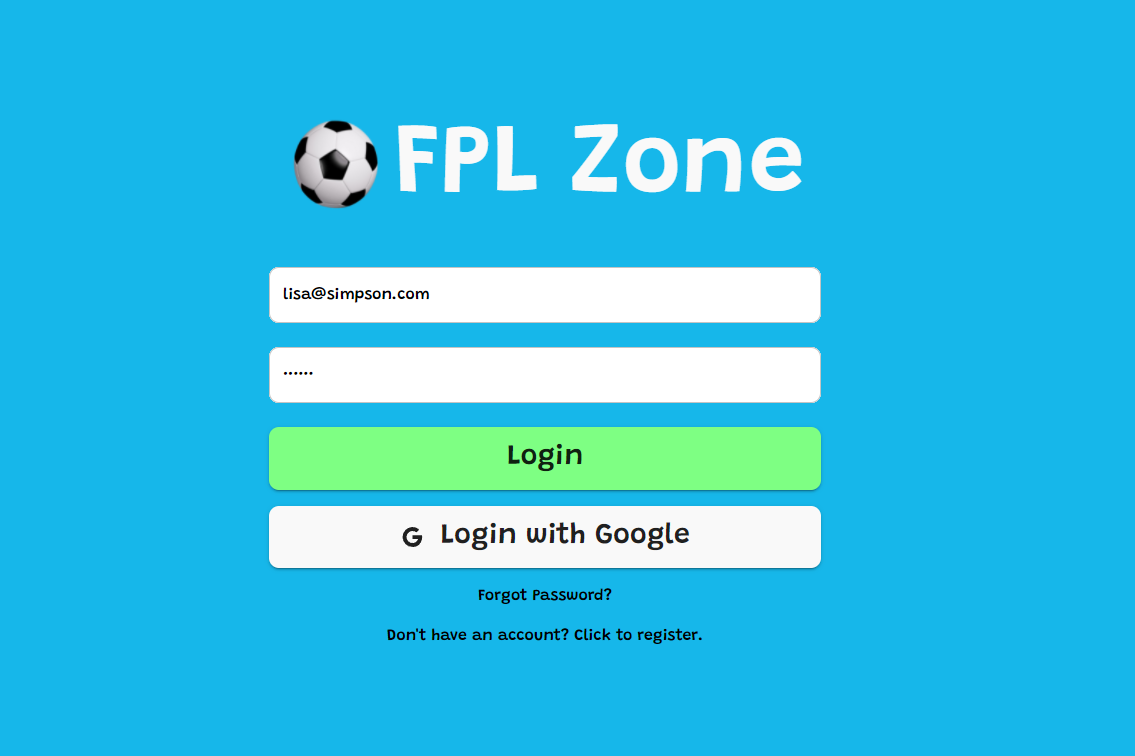 FPL Zone
lisa@simpson.com
······
Login
G Login with Google
Forgot Password?
Don't have an account? Click to register.